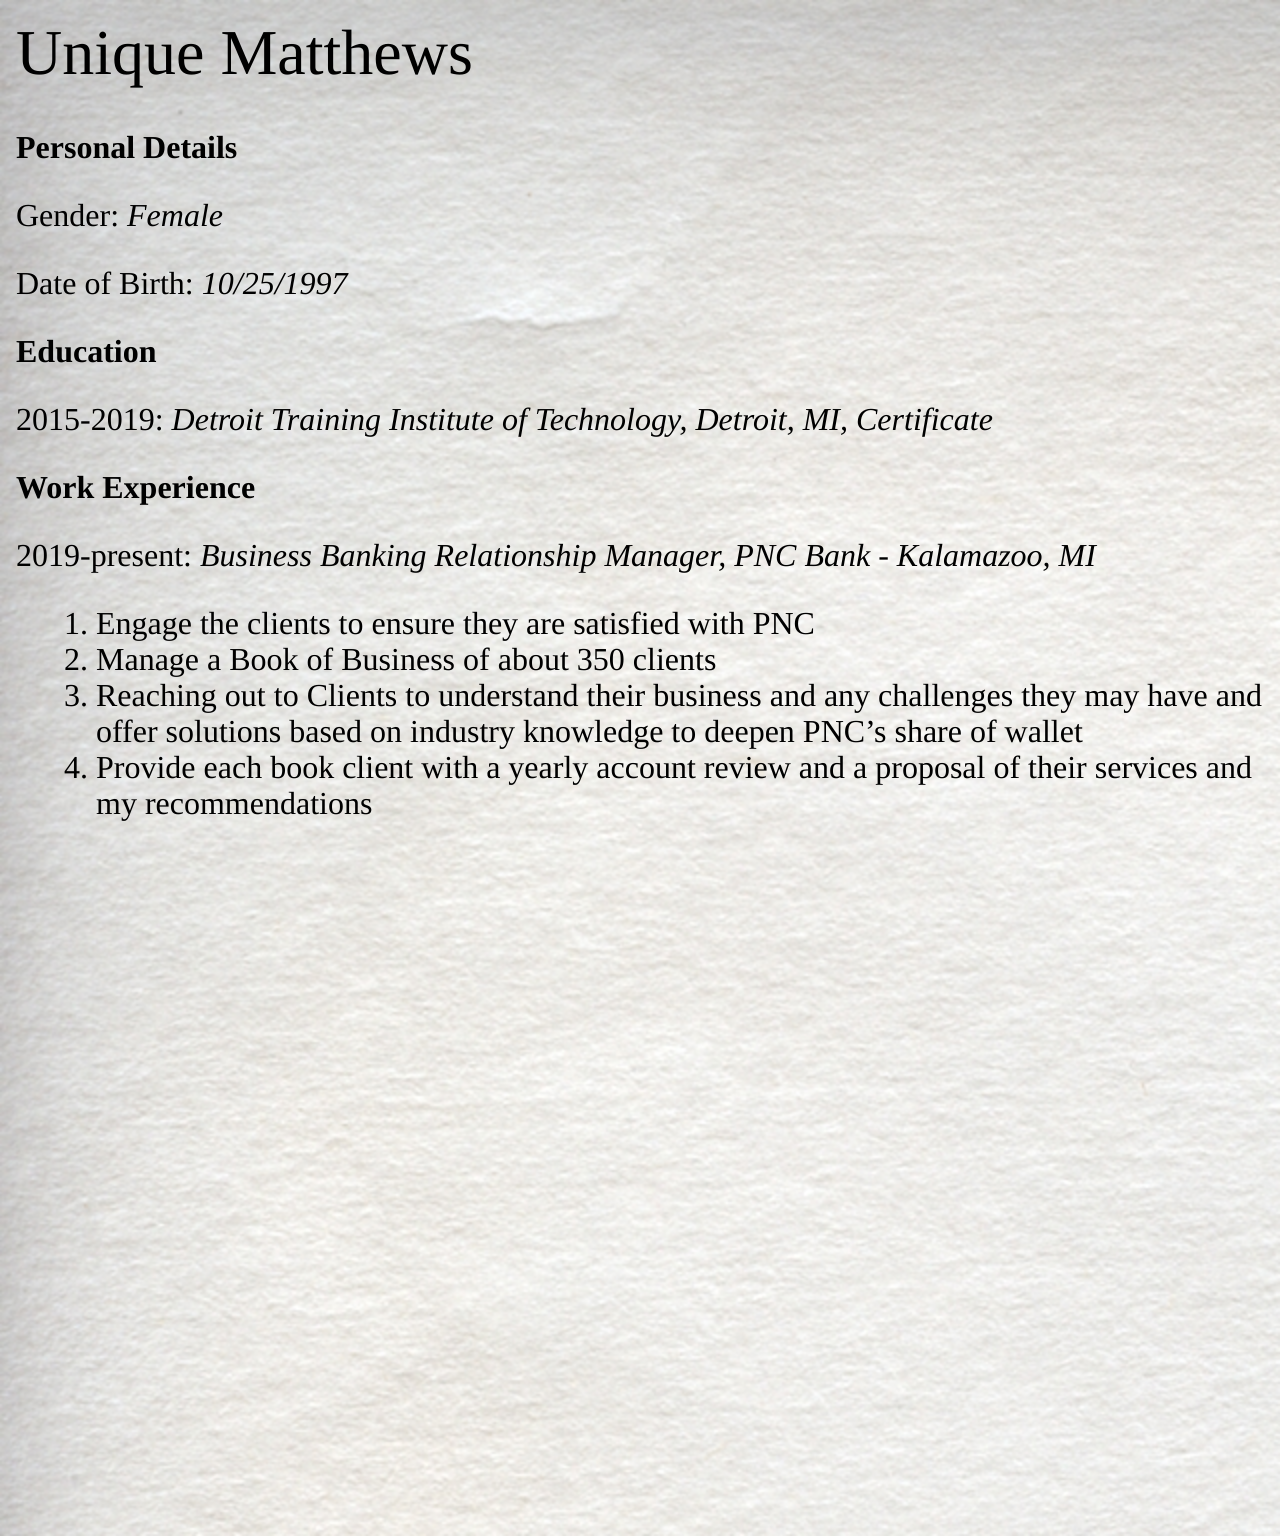 Unique Matthews
Personal Details
Gender: Female
Date of Birth: 10/25/1997
Education
2015-2019: Detroit Training Institute of Technology, Detroit, MI, Certificate
Work Experience
2019-present: Business Banking Relationship Manager, PNC Bank - Kalamazoo, MI
1. Engage the clients to ensure they are satisfied with PNC
2. Manage a Book of Business of about 350 clients
3. Reaching out to Clients to understand their business and any challenges they may have and
offer solutions based on industry knowledge to deepen PNC’s share of wallet
4. Provide each book client with a yearly account review and a proposal of their services and
my recommendations